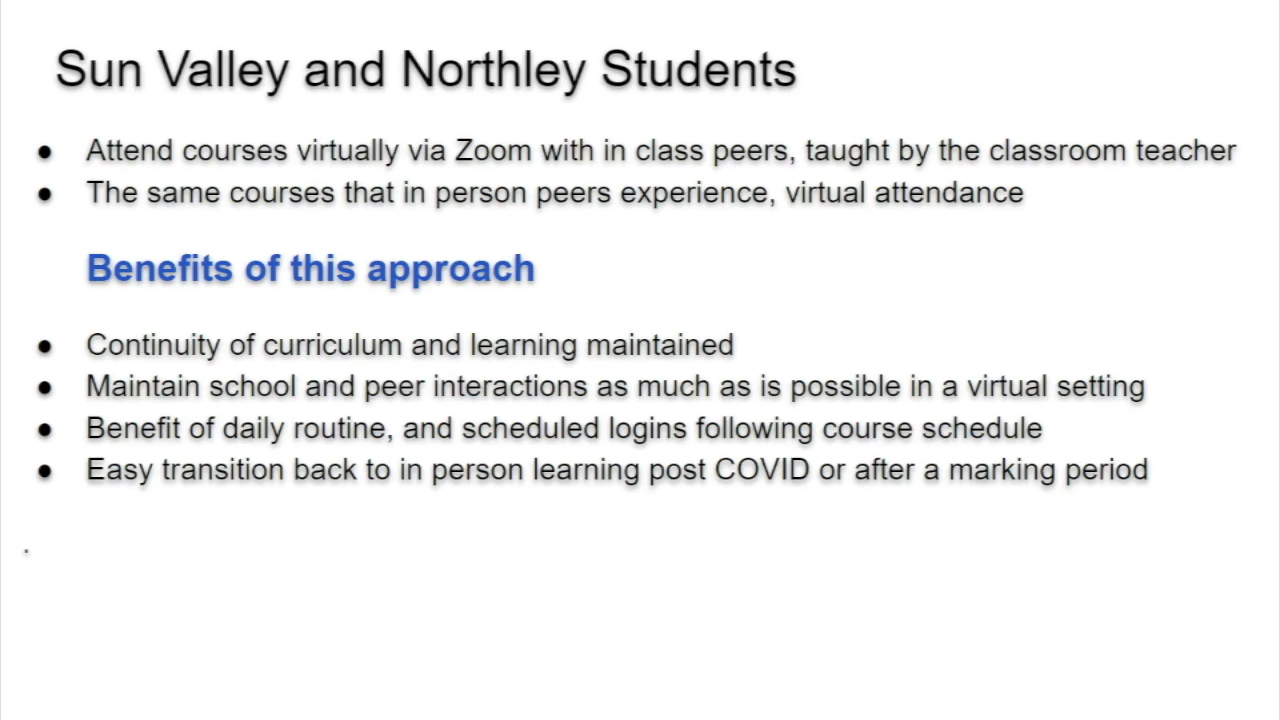 Sun Valley and Northley Students
● Attend courses virtually via Zoom with in class peers, taught by the classroom teacher
● The same courses that in person peers experience, virtual attendance
Benefits of this approach
● Continuity of curriculum and learning maintained
● Maintain school and peer interactions as much as is possible in a virtual setting
● Benefit of daily routine, and scheduled logins following course schedule
● Easy transition back to in person learning post COVID or after a marking period
.